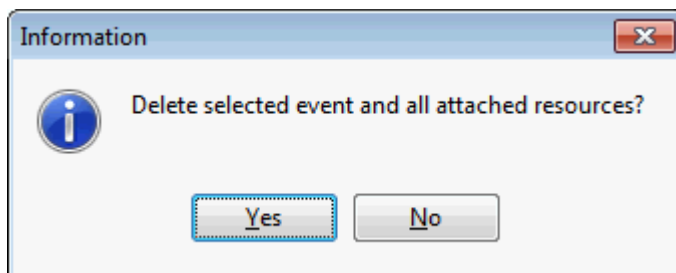 Information
Delete selected event and all attached resources?
Yes
No